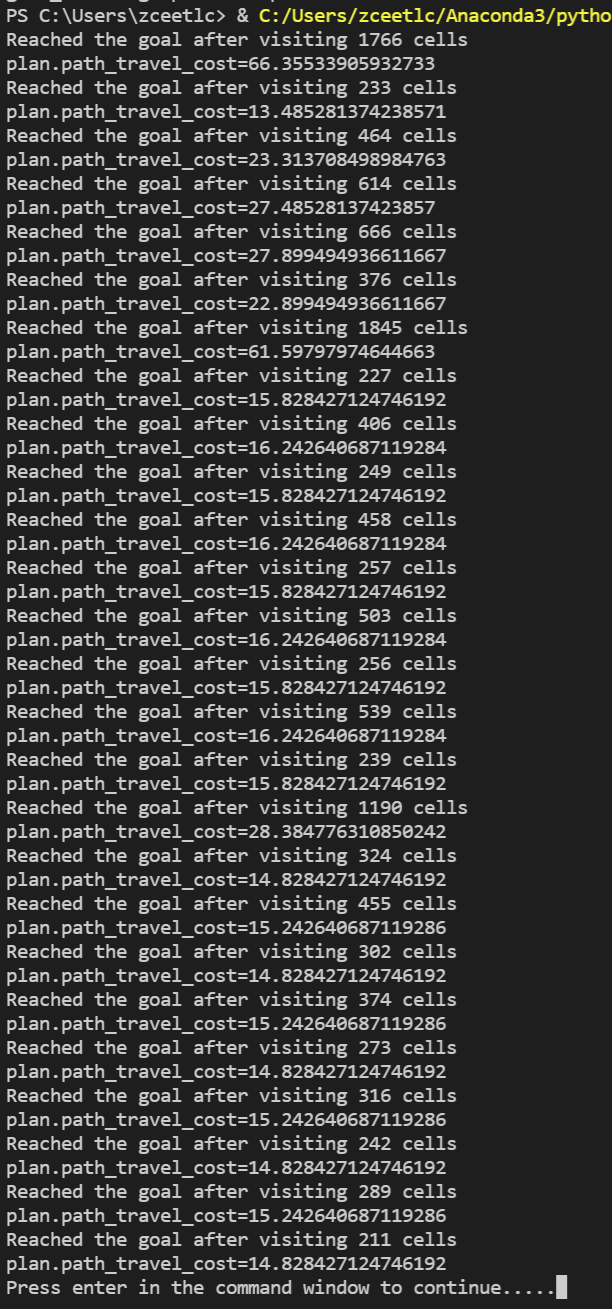 PS C:\Users\zceetlc> & C:/Users/zceetlc/Anaconda3/pytho
Reached the goal after visiting 1766 cells
plan.path_travel_cost=66.35533905932733
Reached the goal after visiting 233 cells
plan.path_travel_cost=13.485281374238571
Reached the goal after visiting 464 cells
plan.path_travel_cost=23.313708498984763
Reached the goal after visiting 614 cells
plan.path_travel_cost=27.48528137423857
Reached the goal after visiting 666 cells
plan.path_travel_cost=27.899494936611667
Reached the goal after visiting 376 cells
plan.path_travel_cost=22.899494936611667
Reached the goal after visiting 1845 cells
plan.path_travel_cost=61.59797974644663
Reached the goal after visiting 227 cells
plan.path_travel_cost=15.828427124746192
Reached the goal after visiting 406 cells
plan.path_travel_cost=16.242640687119284
Reached the goal after visiting 249 cells
plan.path_travel_cost=15.828427124746192
Reached the goal after visiting 458 cells
plan.path_travel_cost=16.242640687119284
Reached the goal after visiting 257 cells
plan.path_travel_cost=15.828427124746192
Reached the goal after visiting 503 cells
plan.path_travel_cost=16.242640687119284
Reached the goal after visiting 256 cells
plan.path_travel_cost=15.828427124746192
Reached the goal after visiting 539 cells
plan.path_travel_cost=16.242640687119284
Reached the goal after visiting 239 cells
plan.path_travel_cost=15.828427124746192
Reached the goal after visiting 1190 cells
plan.path_travel_cost=28.384776310850242
Reached the goal after visiting 324 cells
plan.path_travel_cost=14.828427124746192
Reached the goal after visiting 455 cells
plan.path_travel_cost=15.242640687119286
Reached the goal after visiting 302 cells
plan.path_travel_cost=14.828427124746192
Reached the goal after visiting 374 cells
plan.path_travel_cost=15.242640687119286
Reached the goal after visiting 273 cells
plan.path_travel_cost=14.828427124746192
Reached the goal after visiting 316 cells
plan.path_travel_cost=15.242640687119286
Reached the goal after visiting 242 cells
plan.path_travel_cost=14.828427124746192
Reached the goal after visiting 289 cells
plan.path_travel_cost=15.242640687119286
Reached the goal after visiting 211 cells
plan.path_travel_cost=14.828427124746192
Press enter in the command window to continue.....